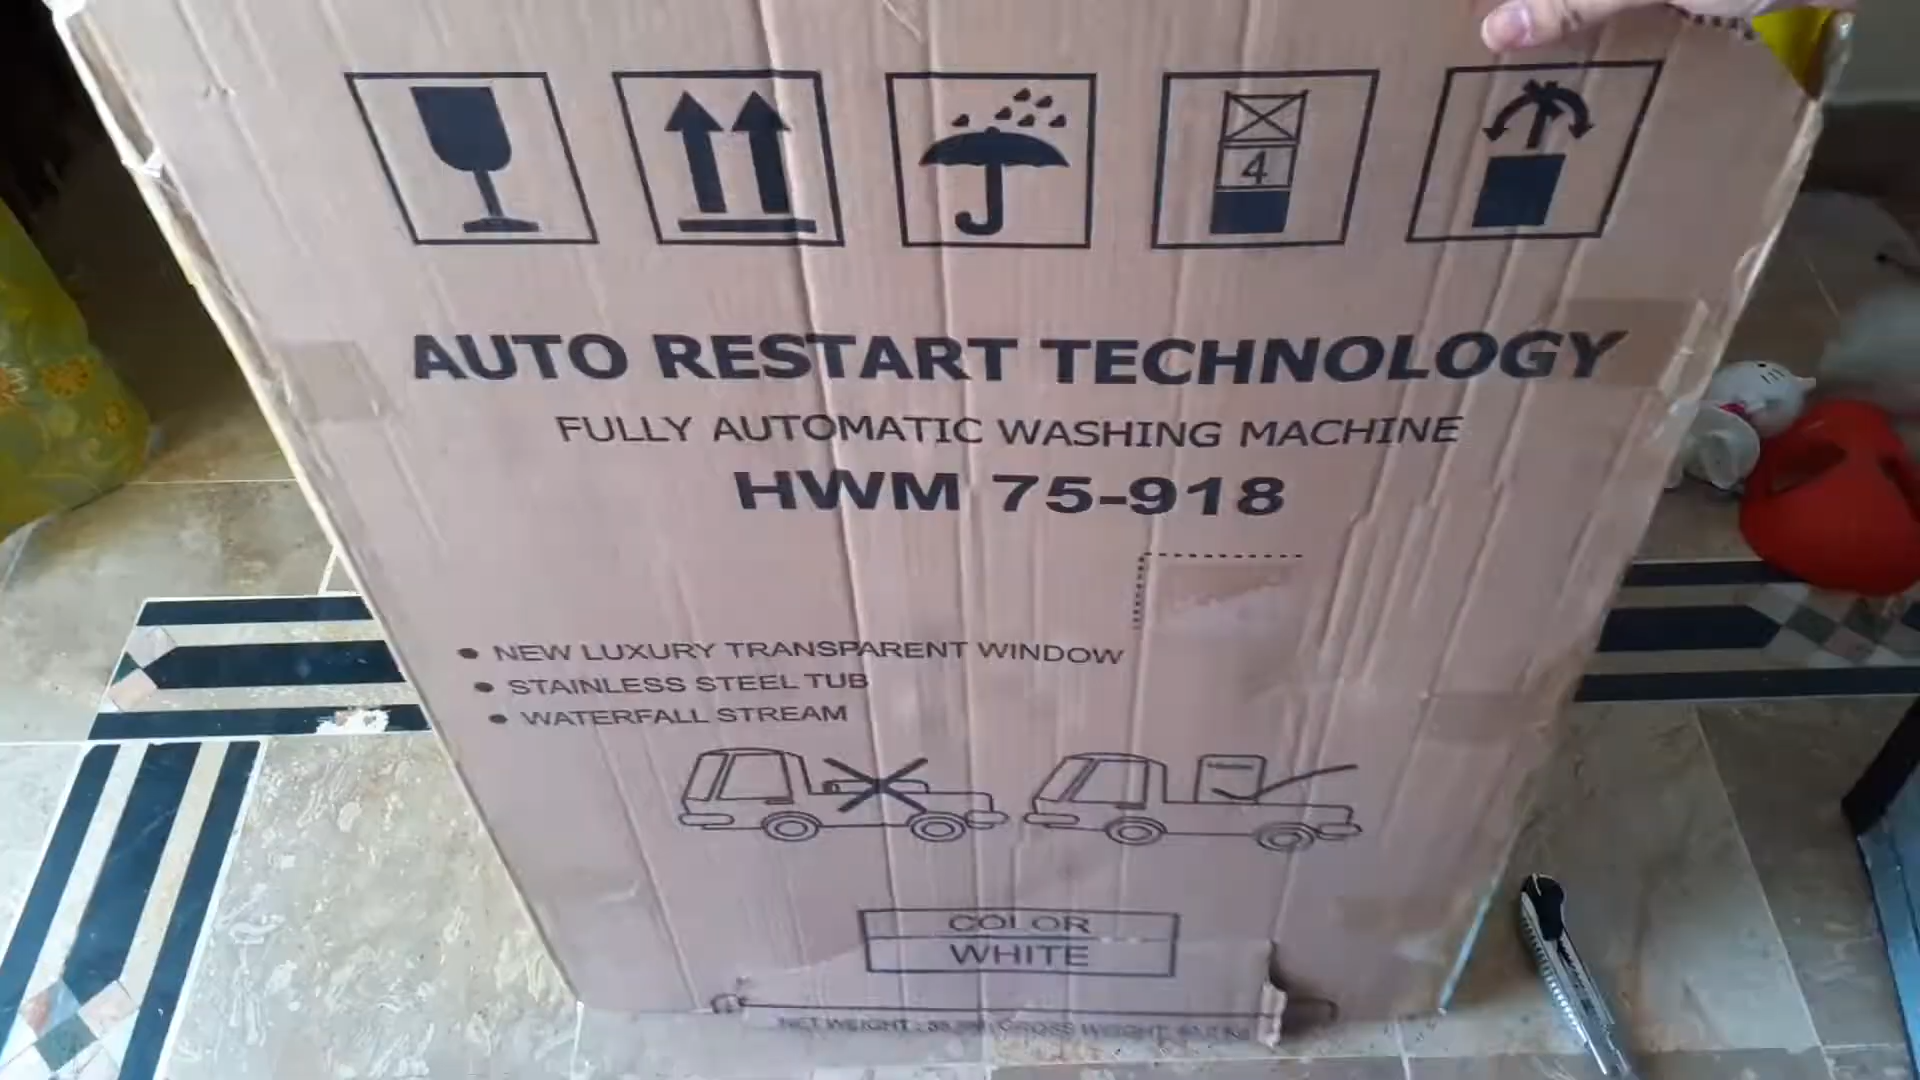 4
AUTO RESTART TECHNOLOGY
FULLY AUTOMATIC WASHING MACHINE
HWM 75-918
• NEW LUXURY TRANSPARENT WINDOW
• STAINLESS STEEL TUB
• WATERFALL STREAM
COLOR
WHITE
NET WEIGHT: GROSS WEIGHT